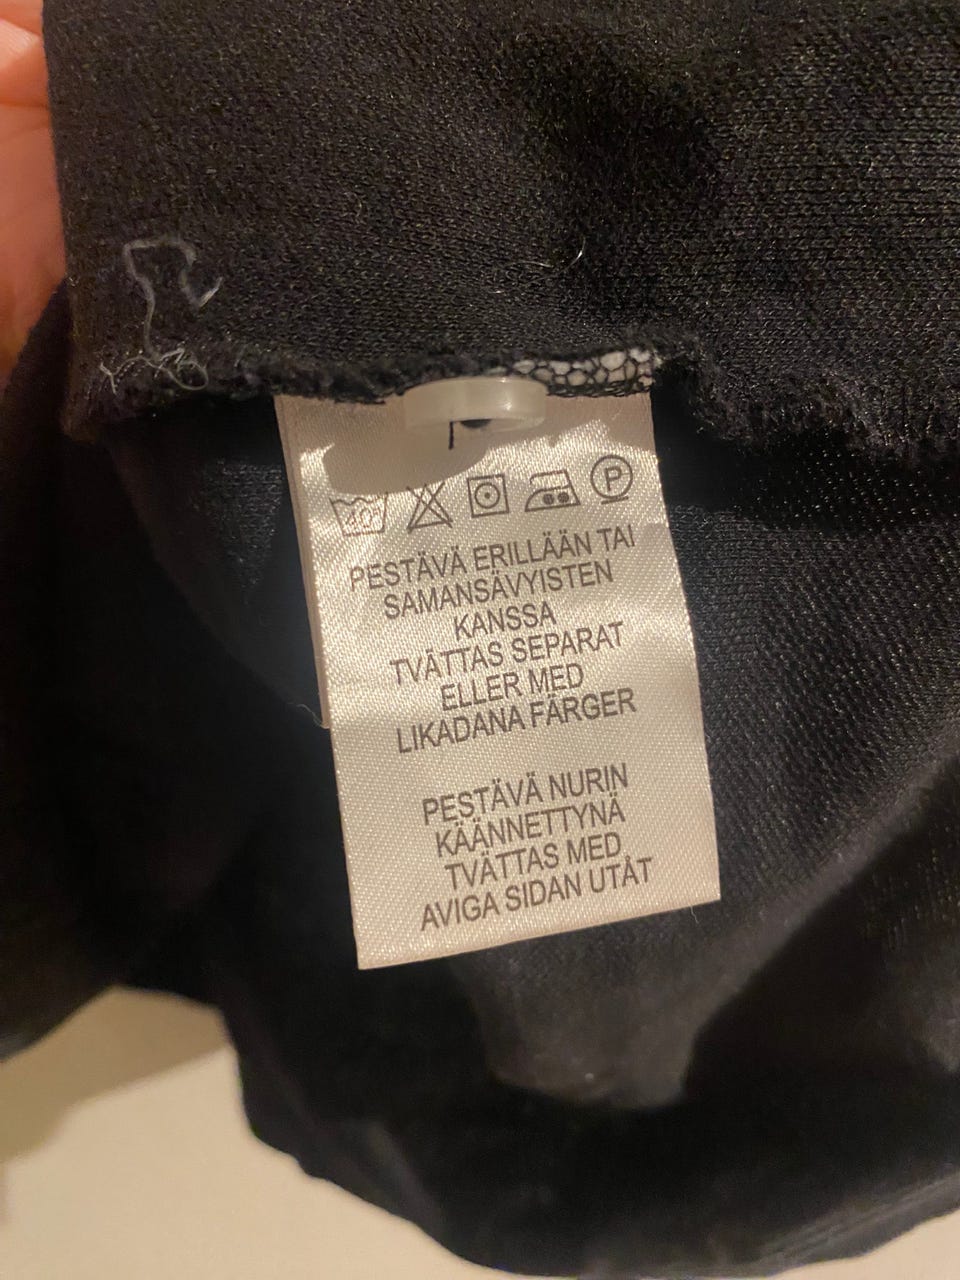 40 P
PESTÄVÄ ERILLÄÄN TAI
SAMANSÄVYISTEN
KANSSA
TVÄTTAS SEPARAT
ELLER MED
LIKADANA FÄRGER
PESTÄVÄ NURIN
KÄÄNNETTYNÄ
TVÄTTAS MED
AVIGA SIDAN UTÅT